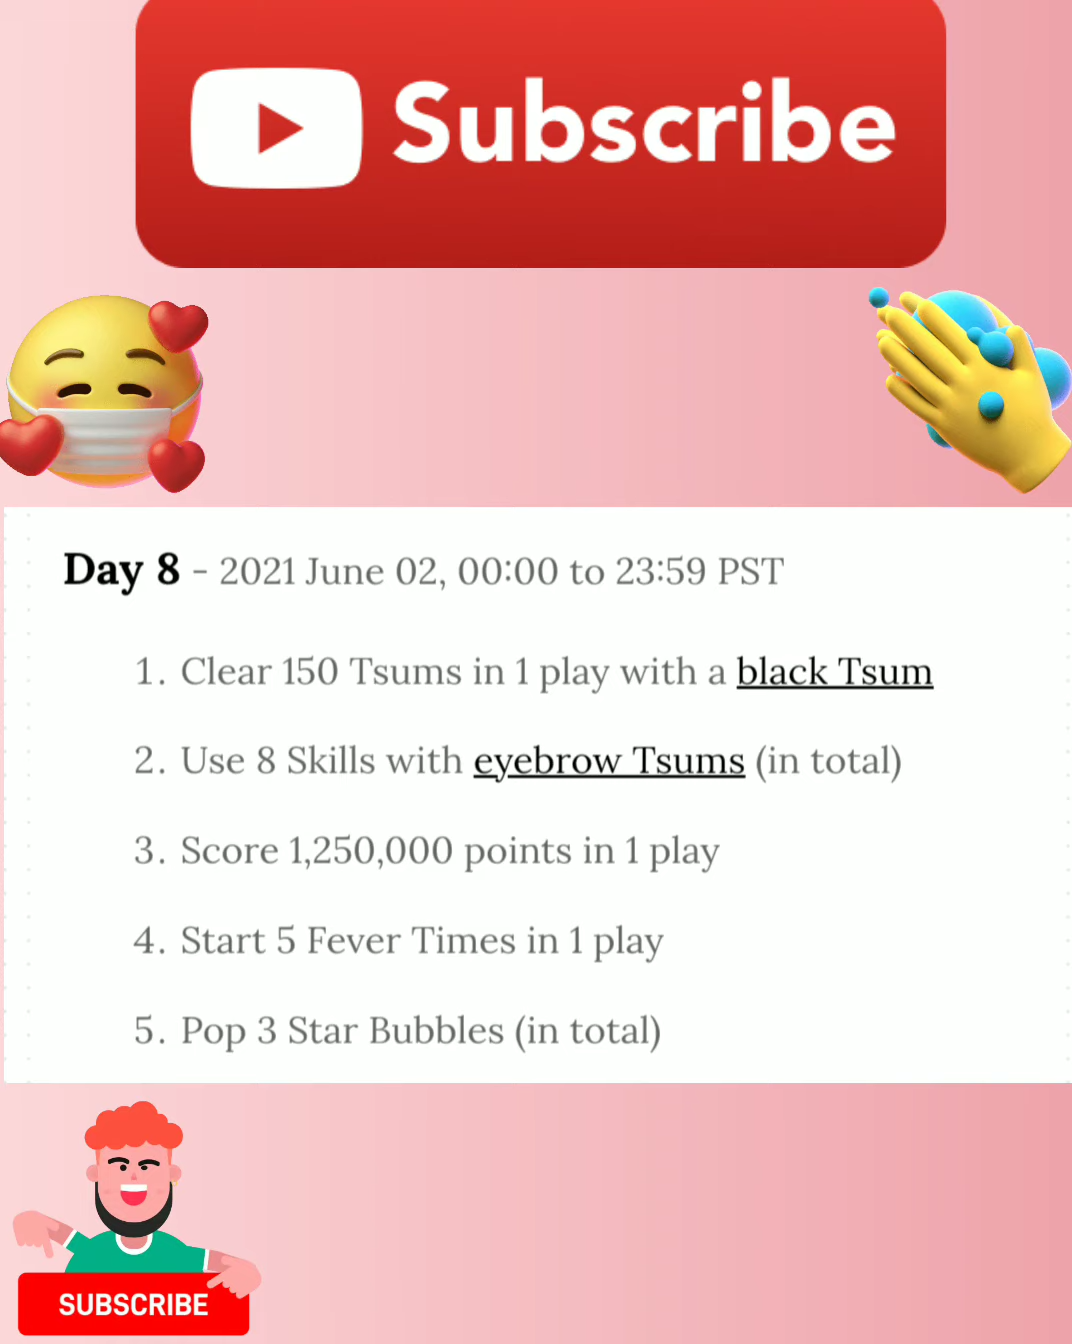 Subscribe
Day 8 - 2021 June 02, 00:00 to 23:59 PST
1. Clear 150 Tsums in 1 play with a black Tsum
2. Use 8 Skills with eyebrow Tsums (in total)
3. Score 1,250,000 points in 1 play
4. Start 5 Fever Times in 1 play
5. Pop 3 Star Bubbles (in total)
SUBSCRIBE